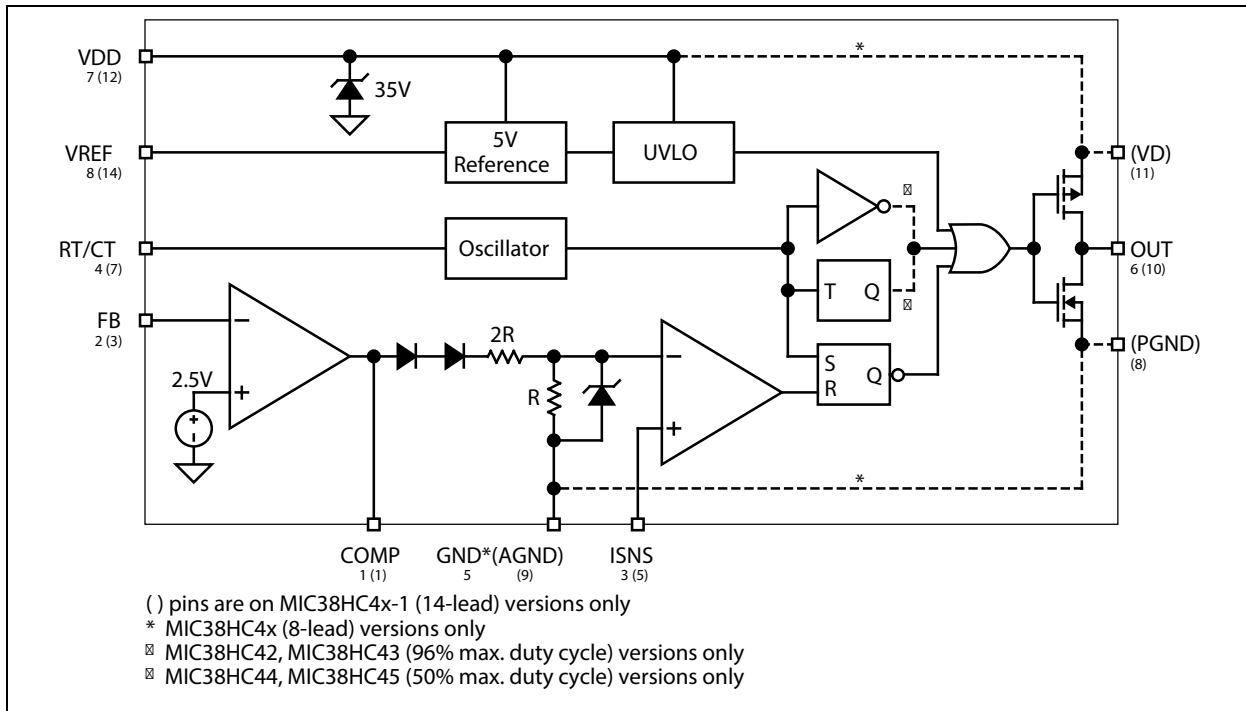 VDD
7 (12)
*
35V
VREF
8 (14)
5V
Reference
UVLO
(VD)
(11)
RT/CT
4 (7)
Oscillator
T Q
OUT
6 (10)
FB
2 (3)
2.5V
2R
R
S
R
Q
(PGND)
(8)
*
COMP
1 (1)
GND*(AGND)
5 (9)
ISNS
3 (5)
( ) pins are on MIC38HC4x-1 (14-lead) versions only
* MIC38HC4x (8-lead) versions only
MIC38HC42, MIC38HC43 (96% max. duty cycle) versions only
MIC38HC44, MIC38HC45 (50% max. duty cycle) versions only